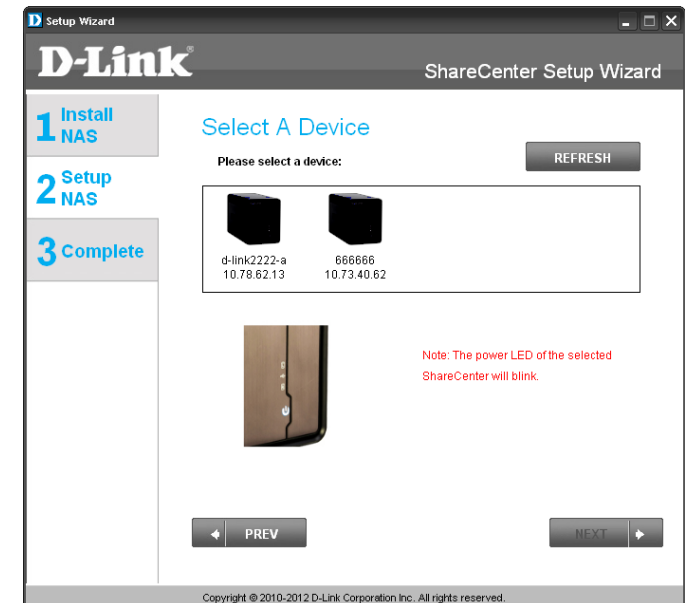 D Setup Wizard
D-Link®
ShareCenter Setup Wizard
1 Install
NAS
2 Setup
NAS
3 Complete
Select A Device
Please select a device:
REFRESH
d-link2222-a
10.78.62.13
666666
10.73.40.62
Note: The power LED of the selected
ShareCenter will blink.
PREV
NEXT
Copyright © 2010-2012 D-Link Corporation Inc. All rights reserved.